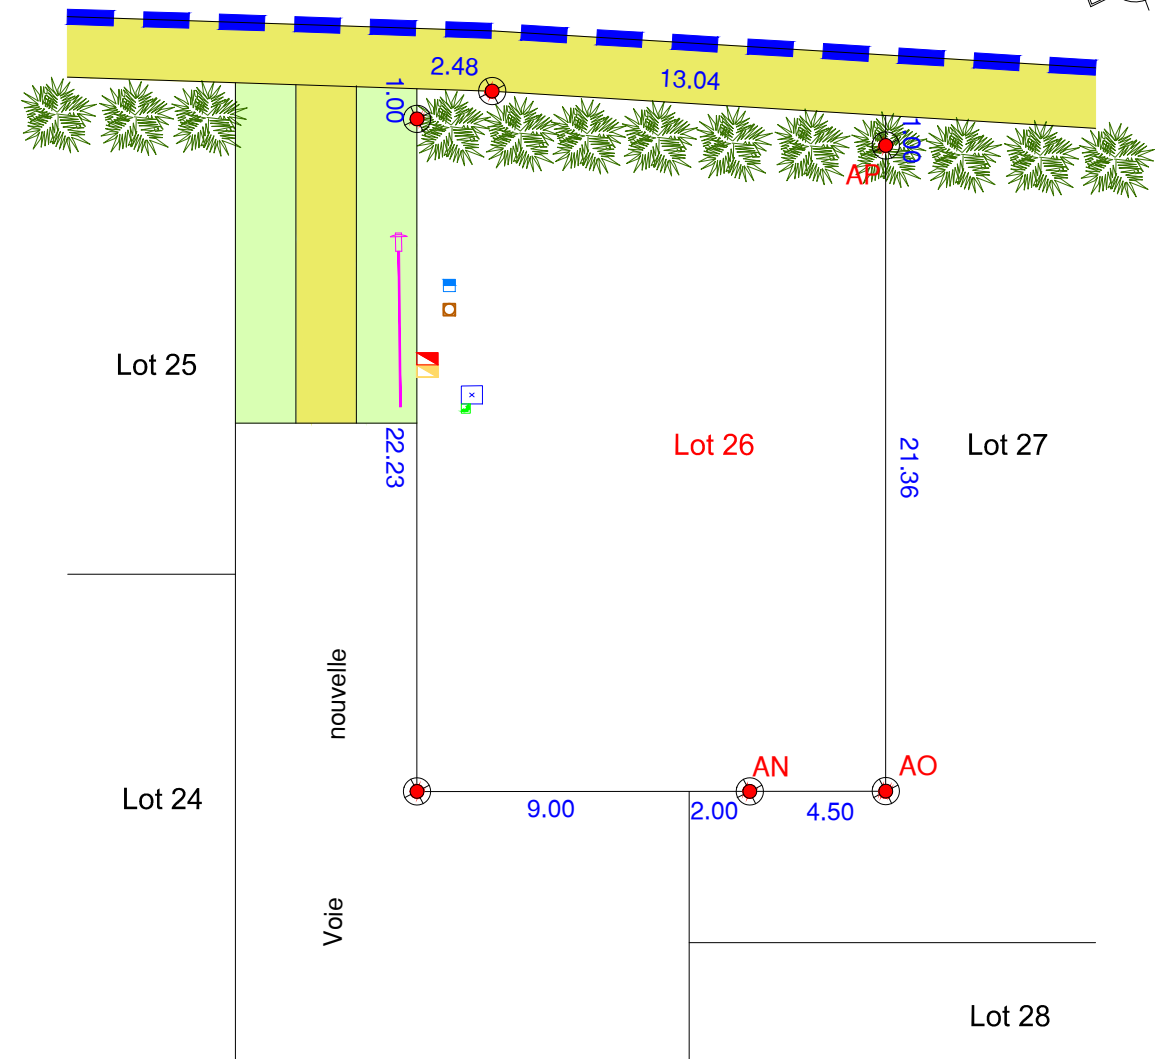 2.48
13.04
1.00
1.00
AP
Lot 25
22.23
Lot 26
21.36
Lot 27
nouvelle
Voie
AN
AO
Lot 24
9.00
2.00
4.50
Lot 28